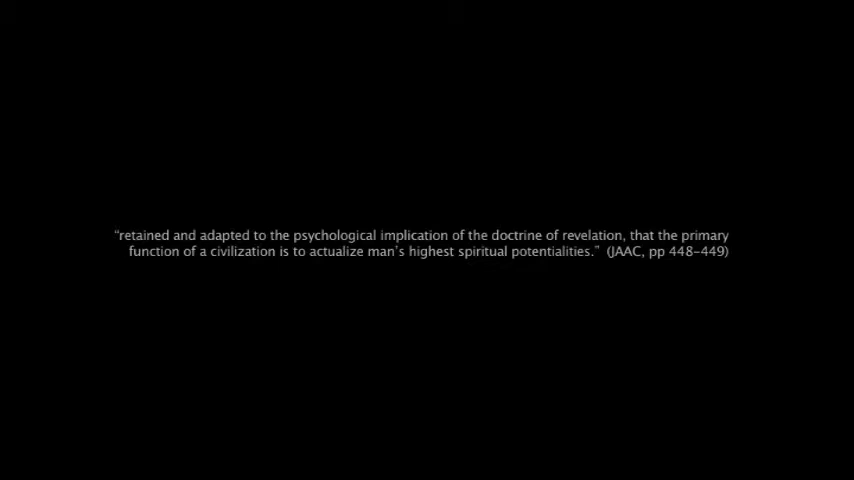 “retained and adapted to the psychological implication of the doctrine of revelation, that the primary
function of a civilization is to actualize man’s highest spiritual potentialities.” (JAAC, pp 448–449)